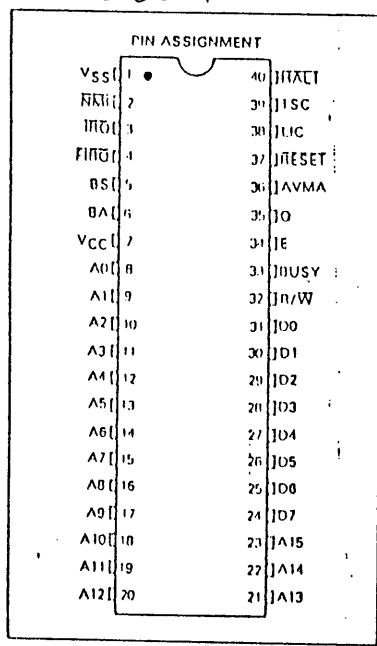 PIN ASSIGNMENT
VSS 1
NMI 2
IRQ 3
FIRQ 4
BS 5
BA 6
VCC 7
A0 8
A1 9
A2 10
A3 11
A4 12
A5 13
A6 14
A7 15
A8 16
A9 17
A10 18
A11 19
A12 20
40 HALT
39 TSC
38 LIC
37 RESET
36 AVMA
35 Q
34 E
33 BUSY
32 R/W
31 D0
30 D1
29 D2
28 D3
27 D4
26 D5
25 D6
24 D7
23 A15
22 A14
21 A13